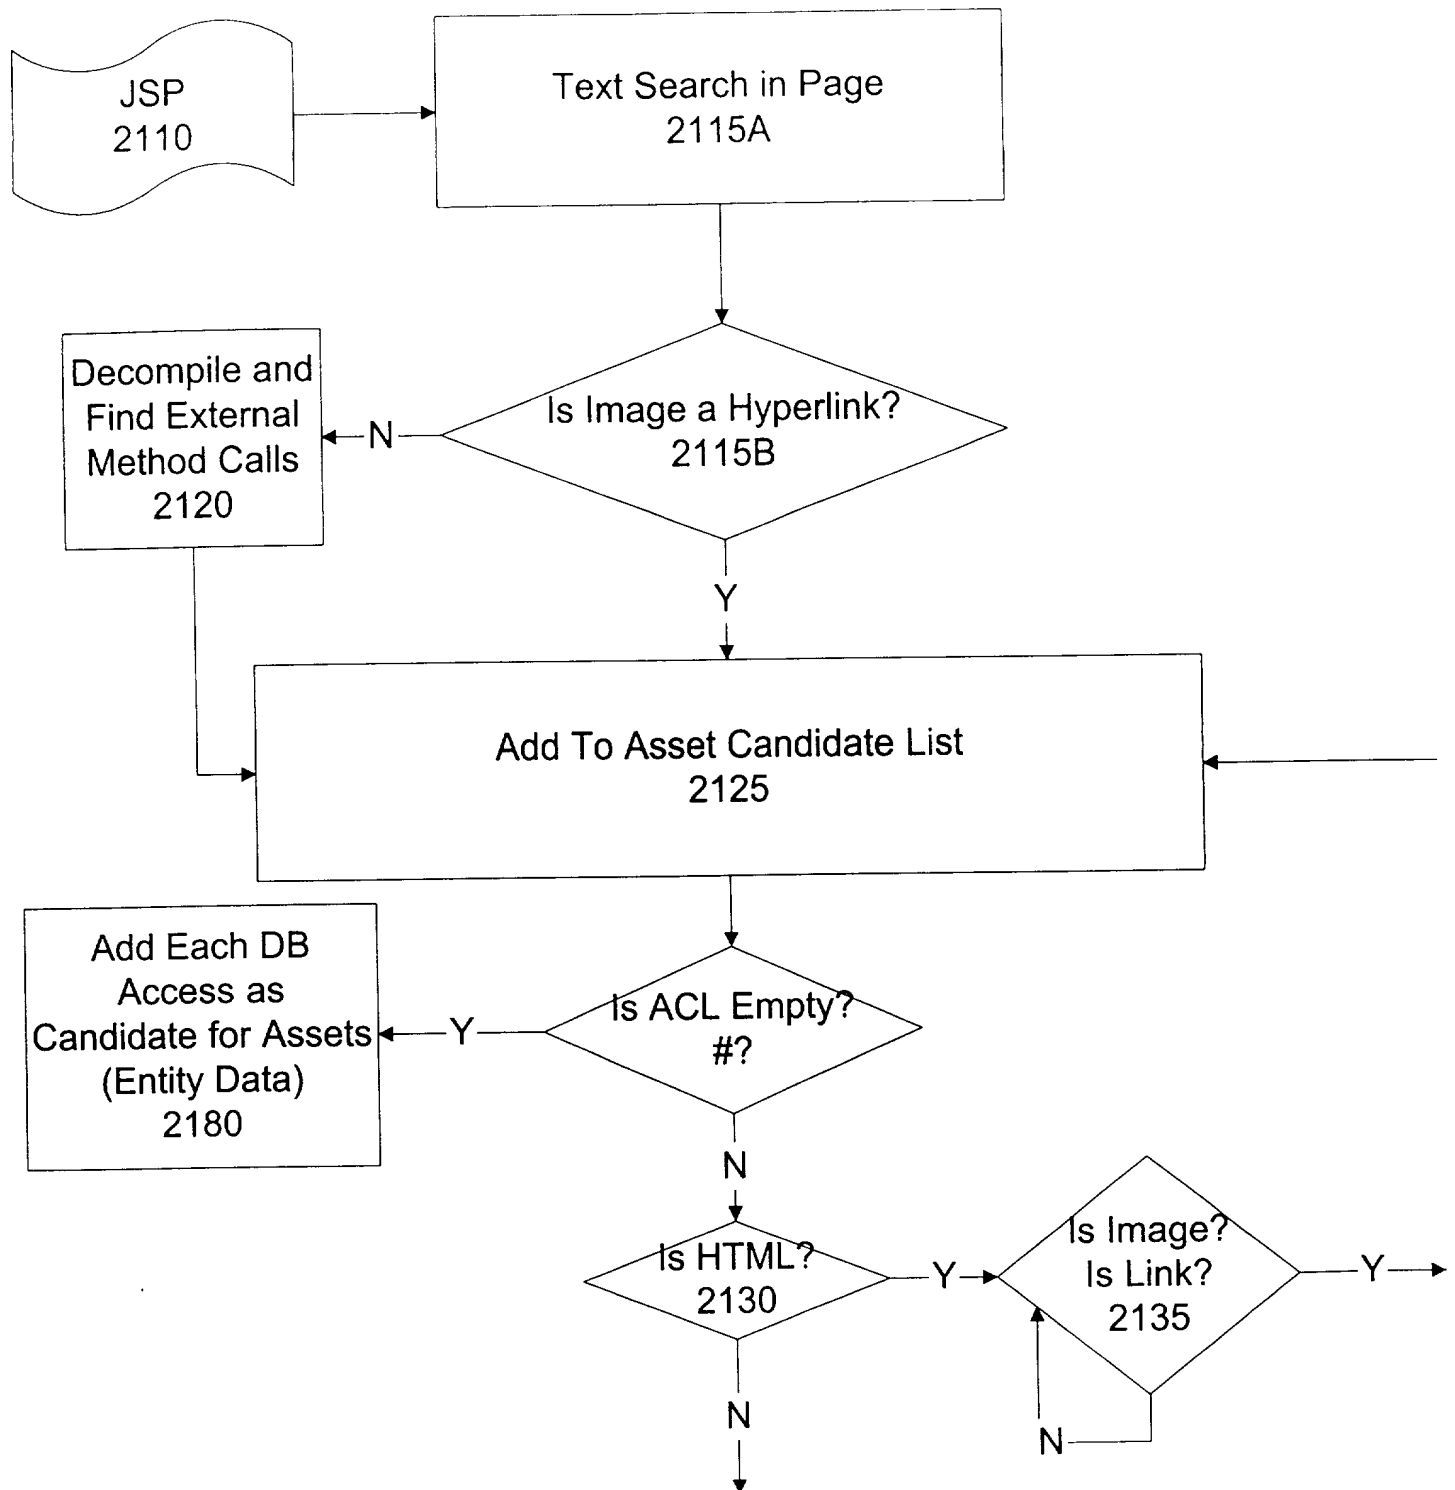 JSP
2110
Text Search in Page
2115A
Decompile and
Find External
Method Calls
2120
N
Is Image a Hyperlink?
2115B
Y
Add To Asset Candidate List
2125
Add Each DB
Access as
Candidate for Assets
(Entity Data)
2180
Y
Is ACL Empty?
#?
N
Is HTML?
2130
Y
Is Image?
Is Link?
2135
Y
N
N